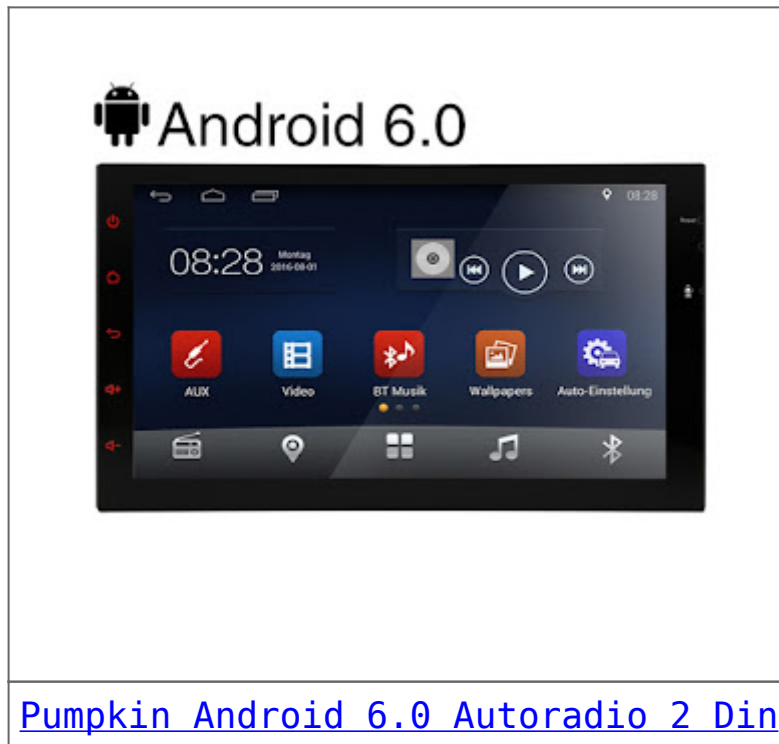 Android 6.0
08:28
Reset
08:28
Montag
2016-08-01
AUX
Video
BT Musik
Wallpapers
Auto-Einstellung
Pumpkin Android 6.0 Autoradio 2 Din